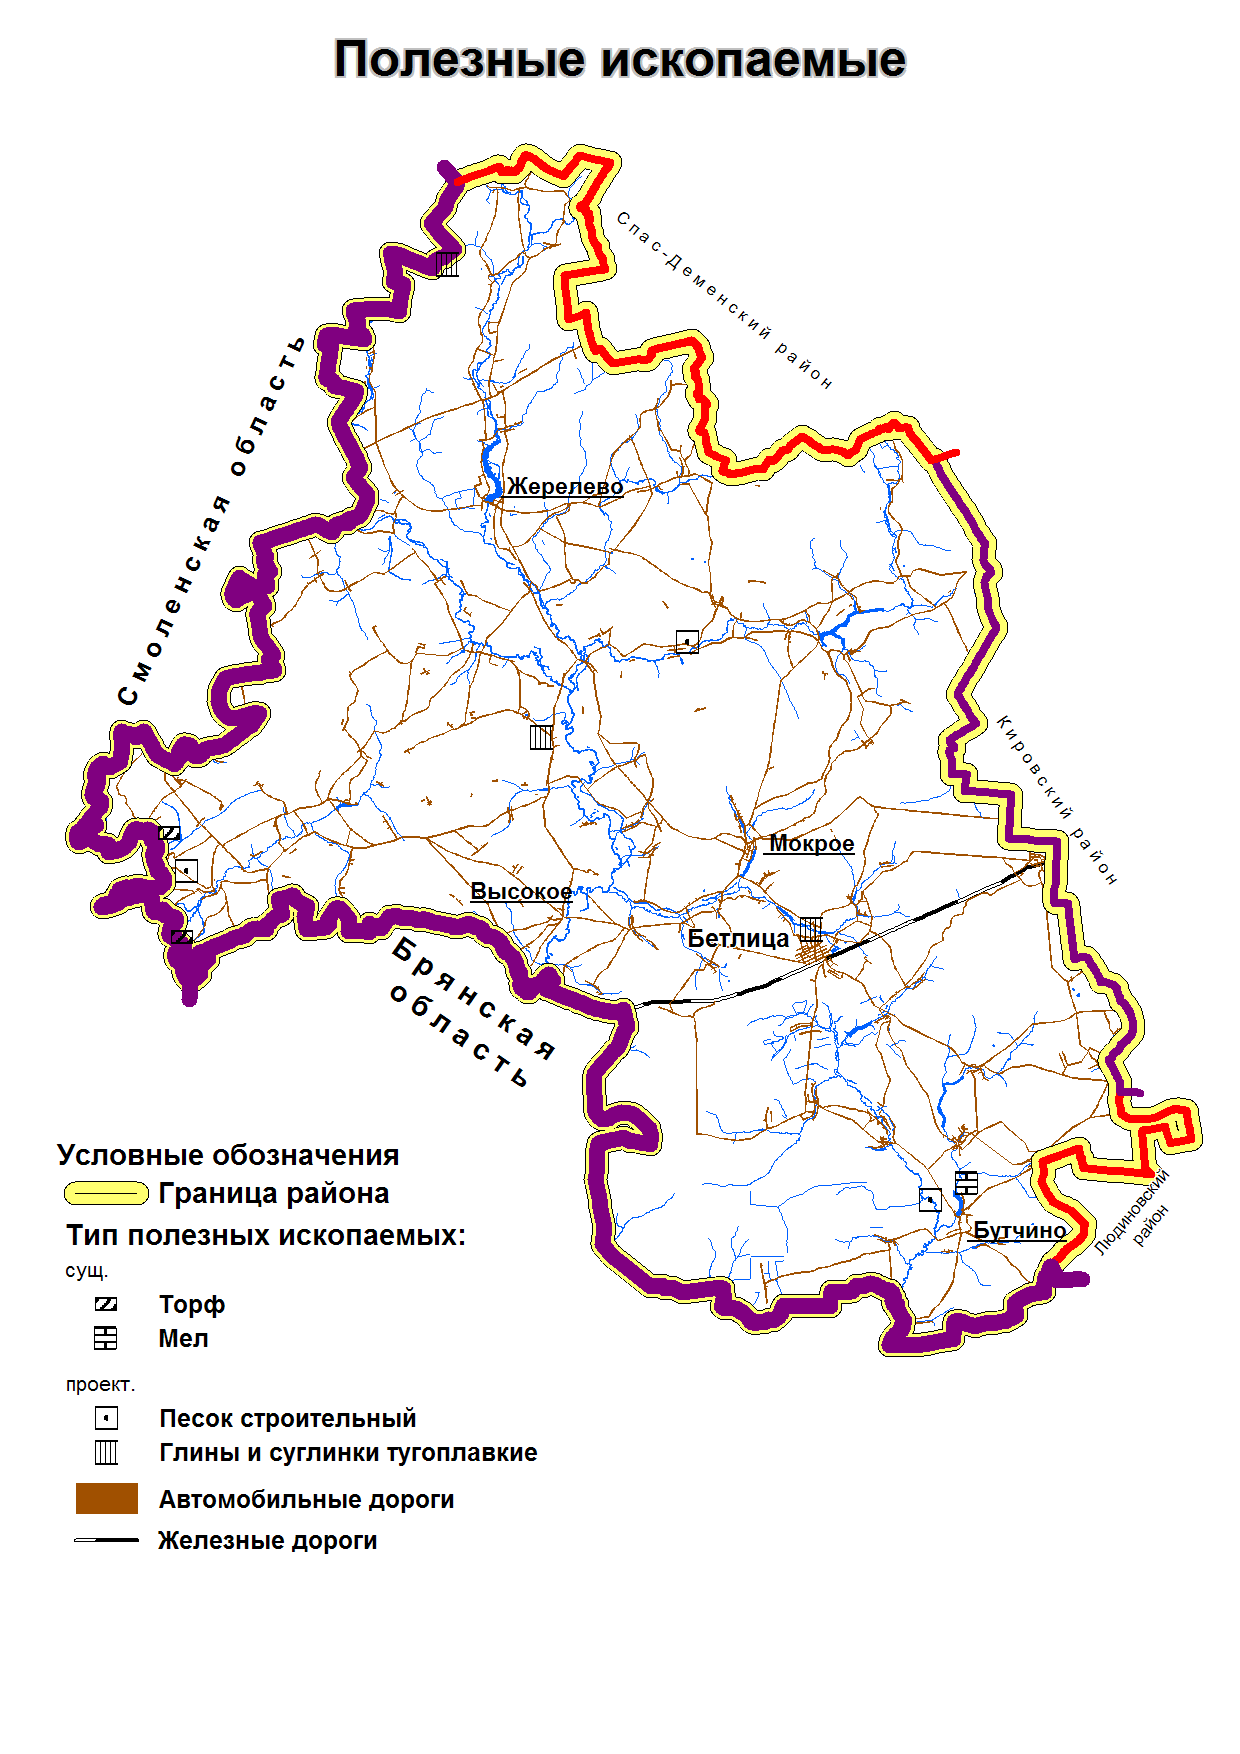 Полезные ископаемые
Спас-Деменский район
Смоленская область
Жерелево
Кировский район
Мокрое
Высокое
Бетлица
Брянская
область
Людиновский
район
Бутчино
Условные обозначения
Граница района
Тип полезных ископаемых:
сущ.
Торф
Мел
проект.
Песок строительный
Глины и суглинки тугоплавкие
Автомобильные дороги
Железные дороги